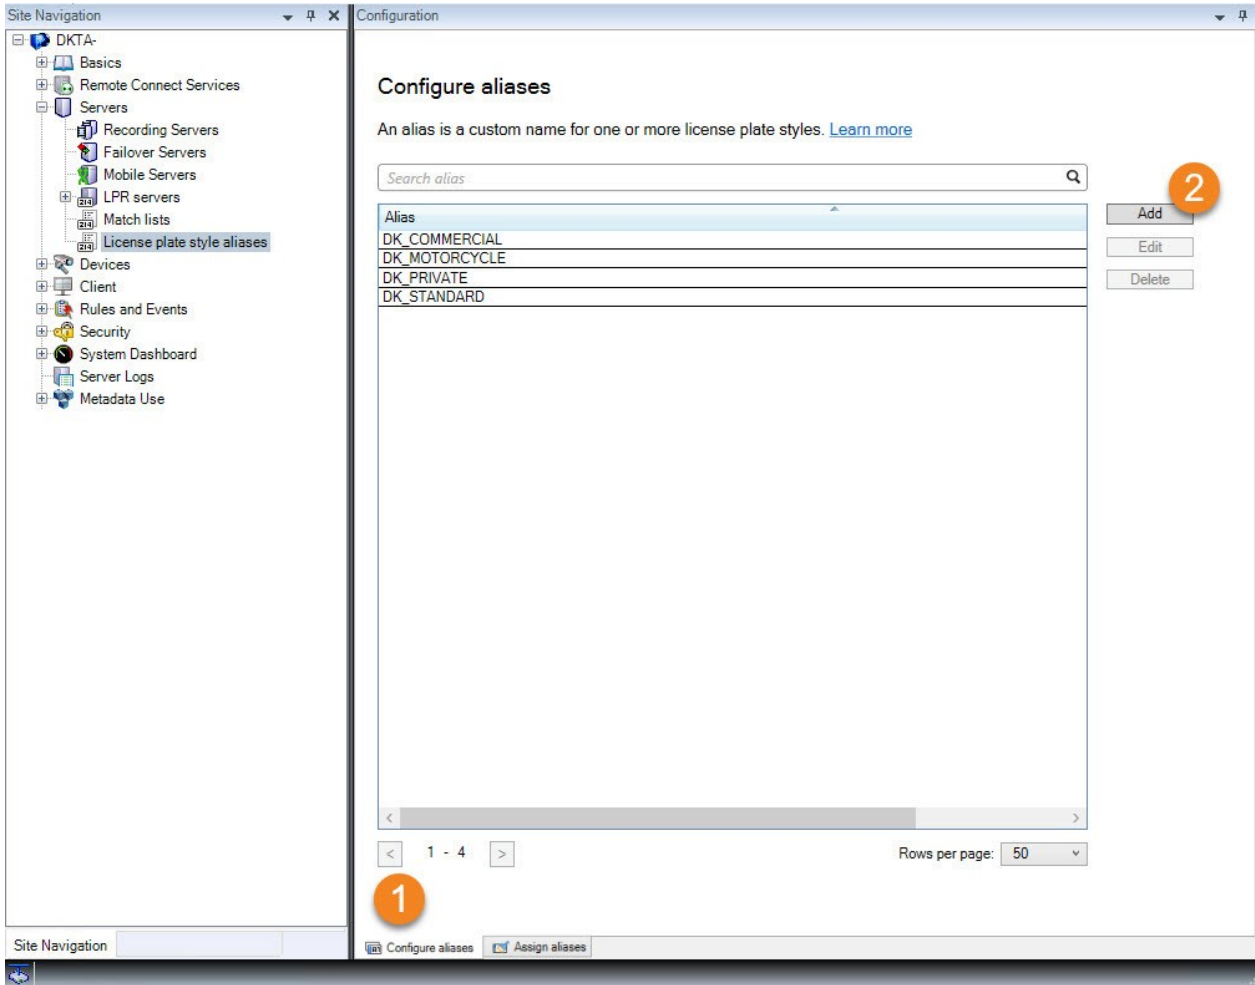 Site Navigation
DKTA-
Basics
Remote Connect Services
Servers
Recording Servers
Failover Servers
Mobile Servers
LPR servers
Match lists
License plate style aliases
Devices
Client
Rules and Events
Security
System Dashboard
Server Logs
Metadata Use
Site Navigation
Configuration
Configure aliases
An alias is a custom name for one or more license plate styles. Learn more
Search alias
2
Alias
Add
DK_COMMERCIAL
Edit
DK_MOTORCYCLE
DK_PRIVATE
Delete
DK_STANDARD
< 1 - 4 >
Rows per page: 50
1
Configure aliases
Assign aliases